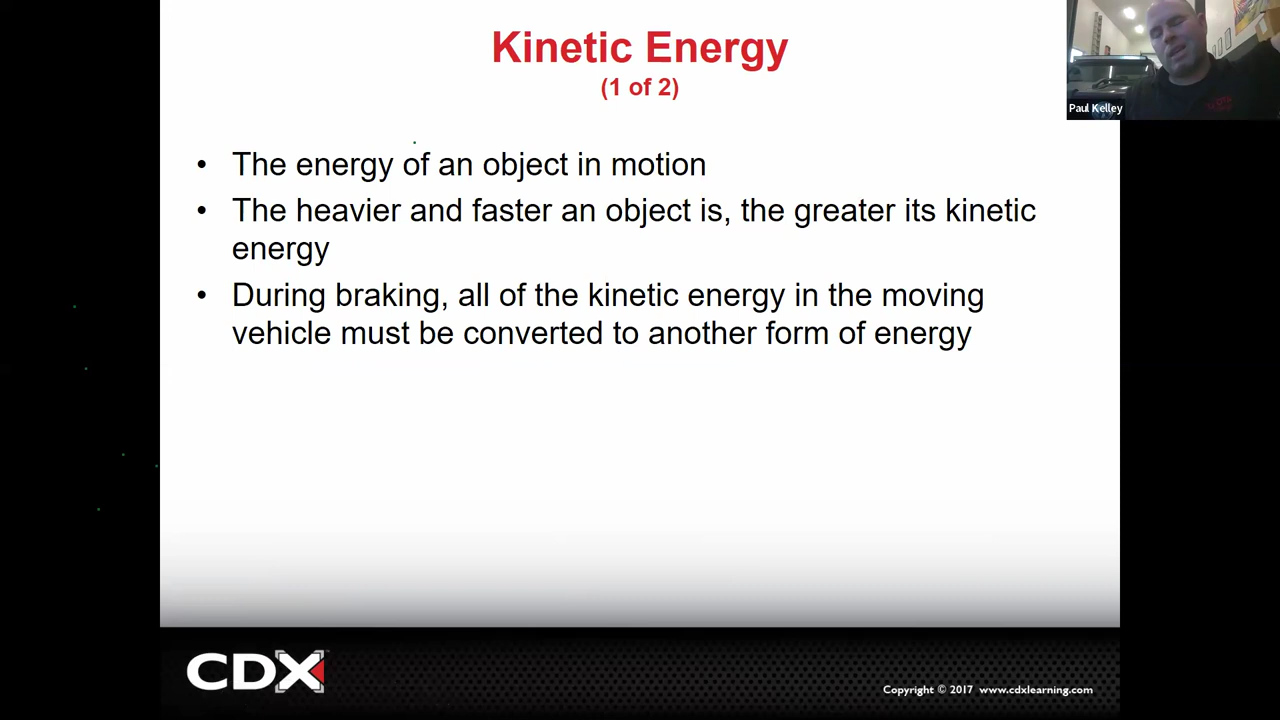 Kinetic Energy
(1 of 2)
Paul Kelley
• The energy of an object in motion
• The heavier and faster an object is, the greater its kinetic
energy
• During braking, all of the kinetic energy in the moving
vehicle must be converted to another form of energy
CDX
Copyright © 2017 www.cdxlearning.com